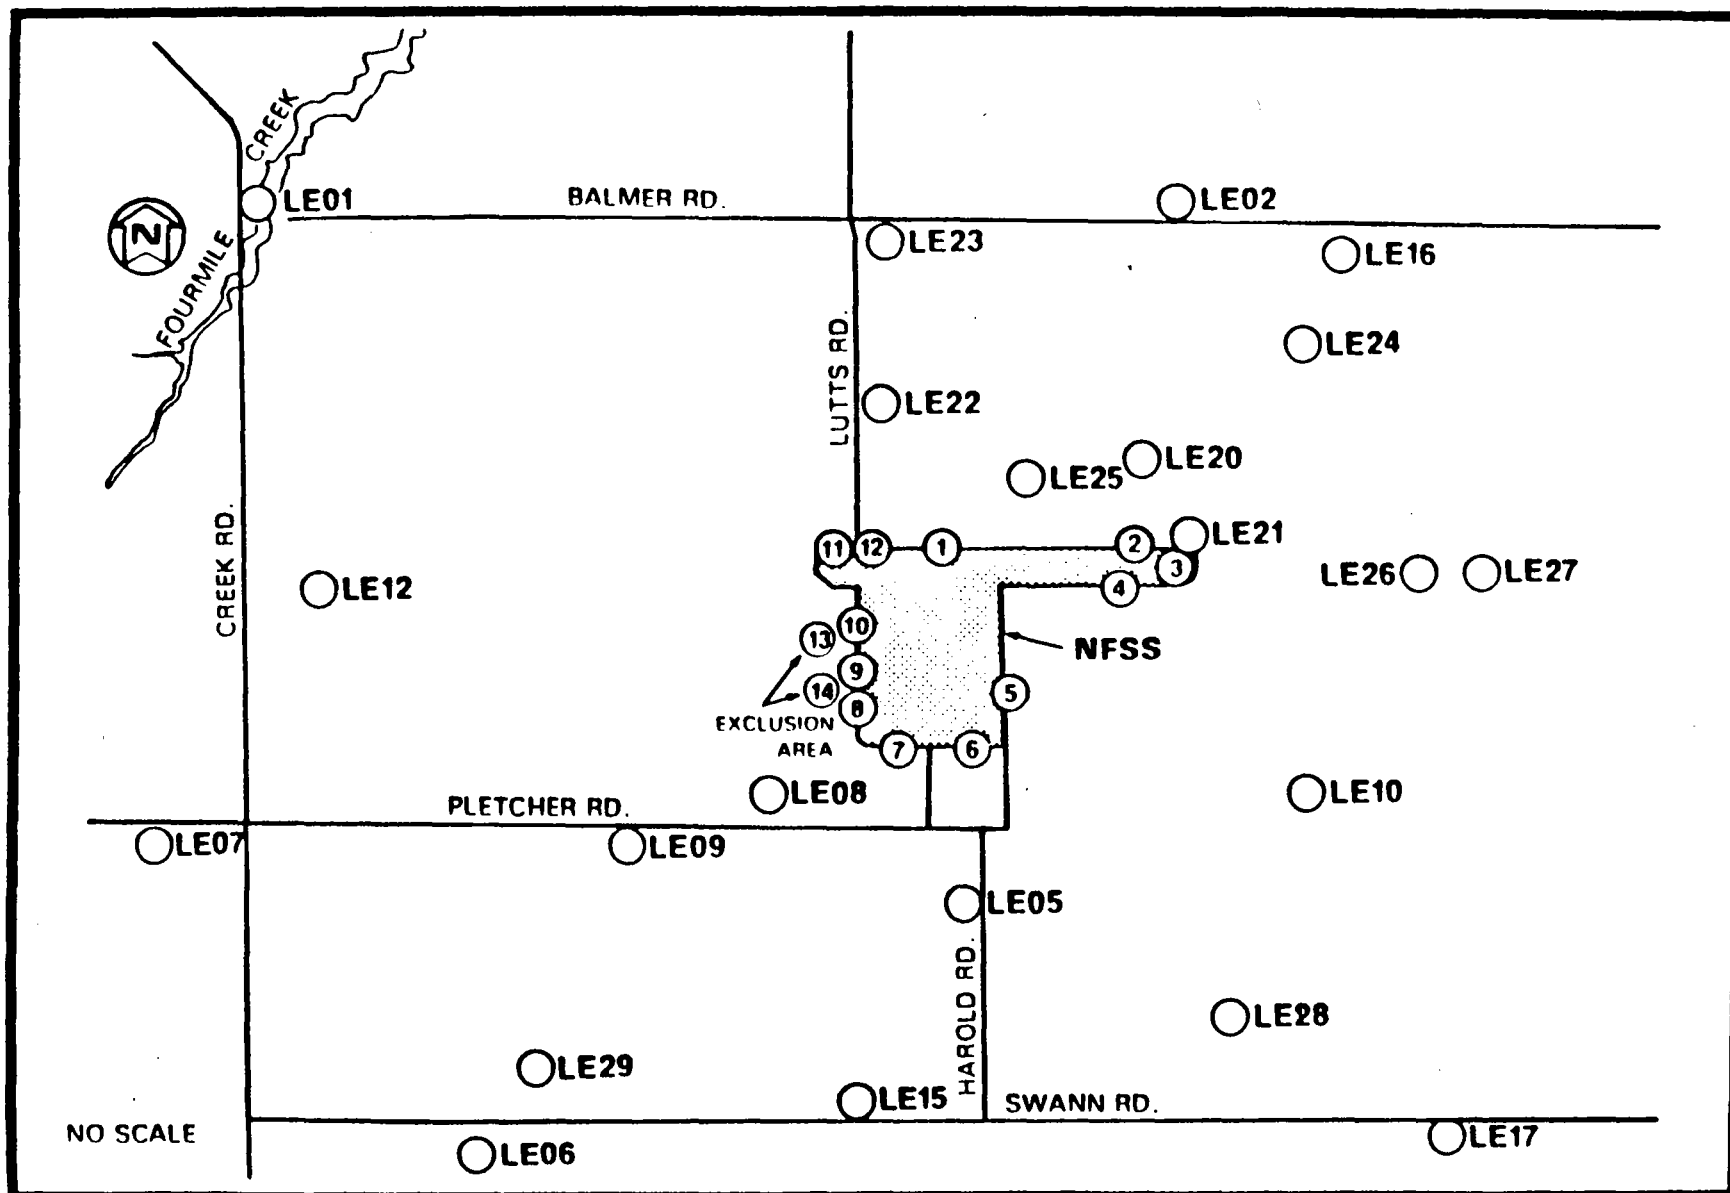 CREEK
N
LE01
BALMER RD.
LE02
LE23
LE16
FOURMILE
LUTTS RD.
LE24
LE22
LE25
LE20
LE21
CREEK RD.
11
12
1
2
3
4
LE26
LE27
LE12
10
13
NFSS
9
14
5
8
EXCLUSION
AREA
7
6
LE08
LE10
PLETCHER RD.
LE07
LE09
LE05
HAROLD RD.
LE28
LE29
LE15
SWANN RD.
NO SCALE
LE06
LE17